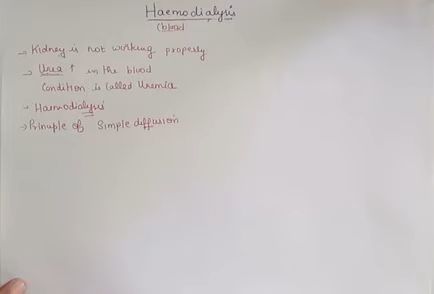 Haemodialysis
(blood
→ Kidney is not working properly
→ Urea ↑ in the blood
Condition is called Uremia
→ Haemodialysis
→ Prinuple of Simple diffusion